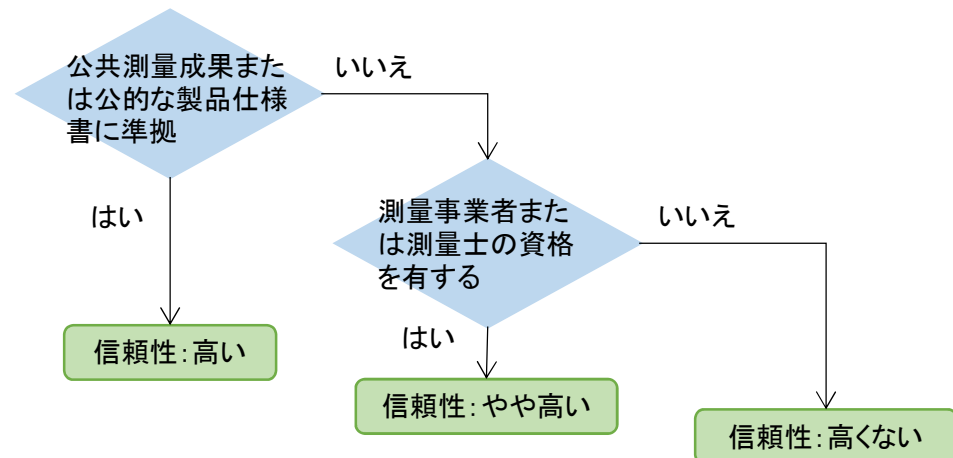 公共測量成果また
は公的な製品仕様
書に準拠
いいえ
はい
測量事業者また
は測量士の資格
を有する
いいえ
はい
信頼性：高い
信頼性：やや高い
信頼性：高くない